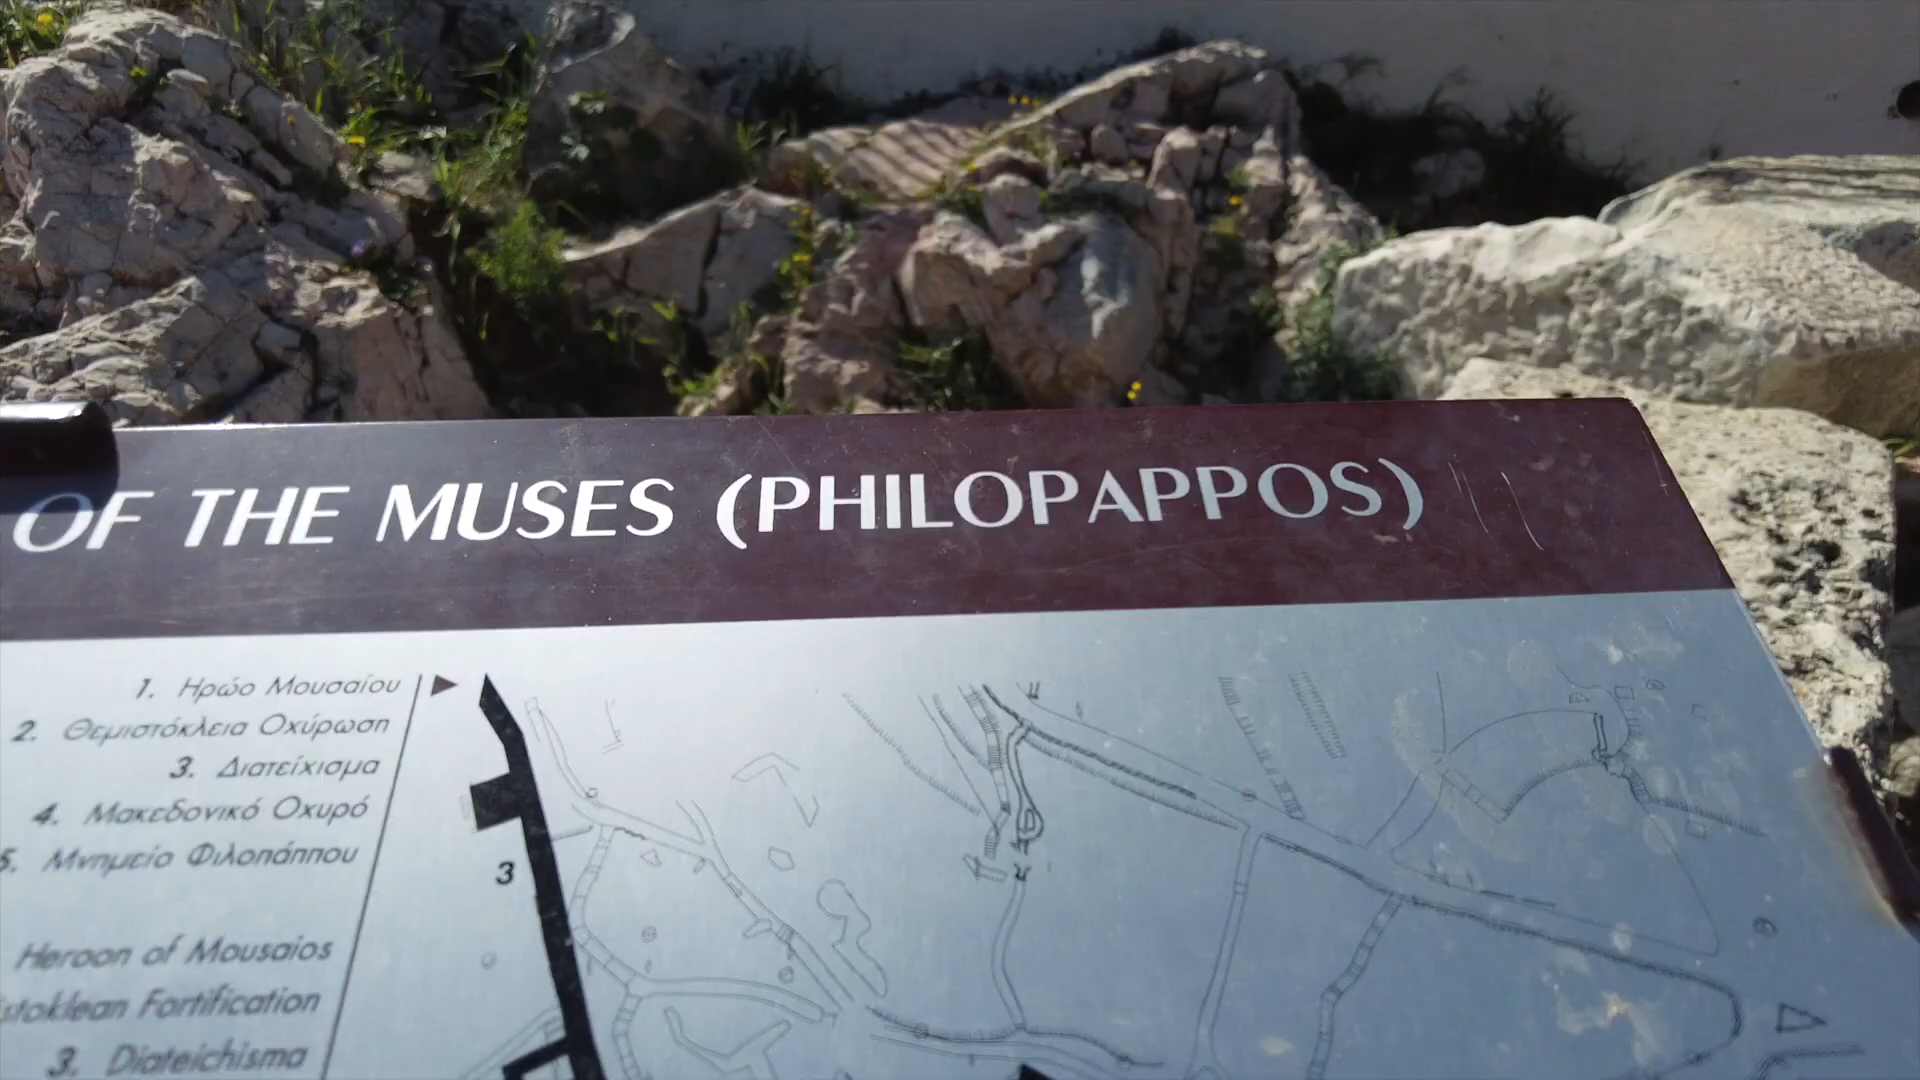 OF THE MUSES (PHILOPAPPOS)
1. Ηρώο Μουσαίου
2. Θεμιστόκλεια Οχύρωση
3. Διατείχισμα
4. Μακεδονικό Οχυρό
5. Μνημείο Φιλοπάππου
Heroon of Mousaios
Fortification
3. Diateichisma
3